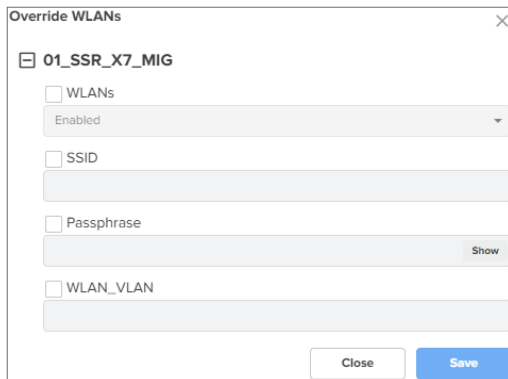 Override WLANs
01_SSR_X7_MIG
WLANs
Enabled
SSID
Passphrase
Show
WLAN_VLAN
Close Save